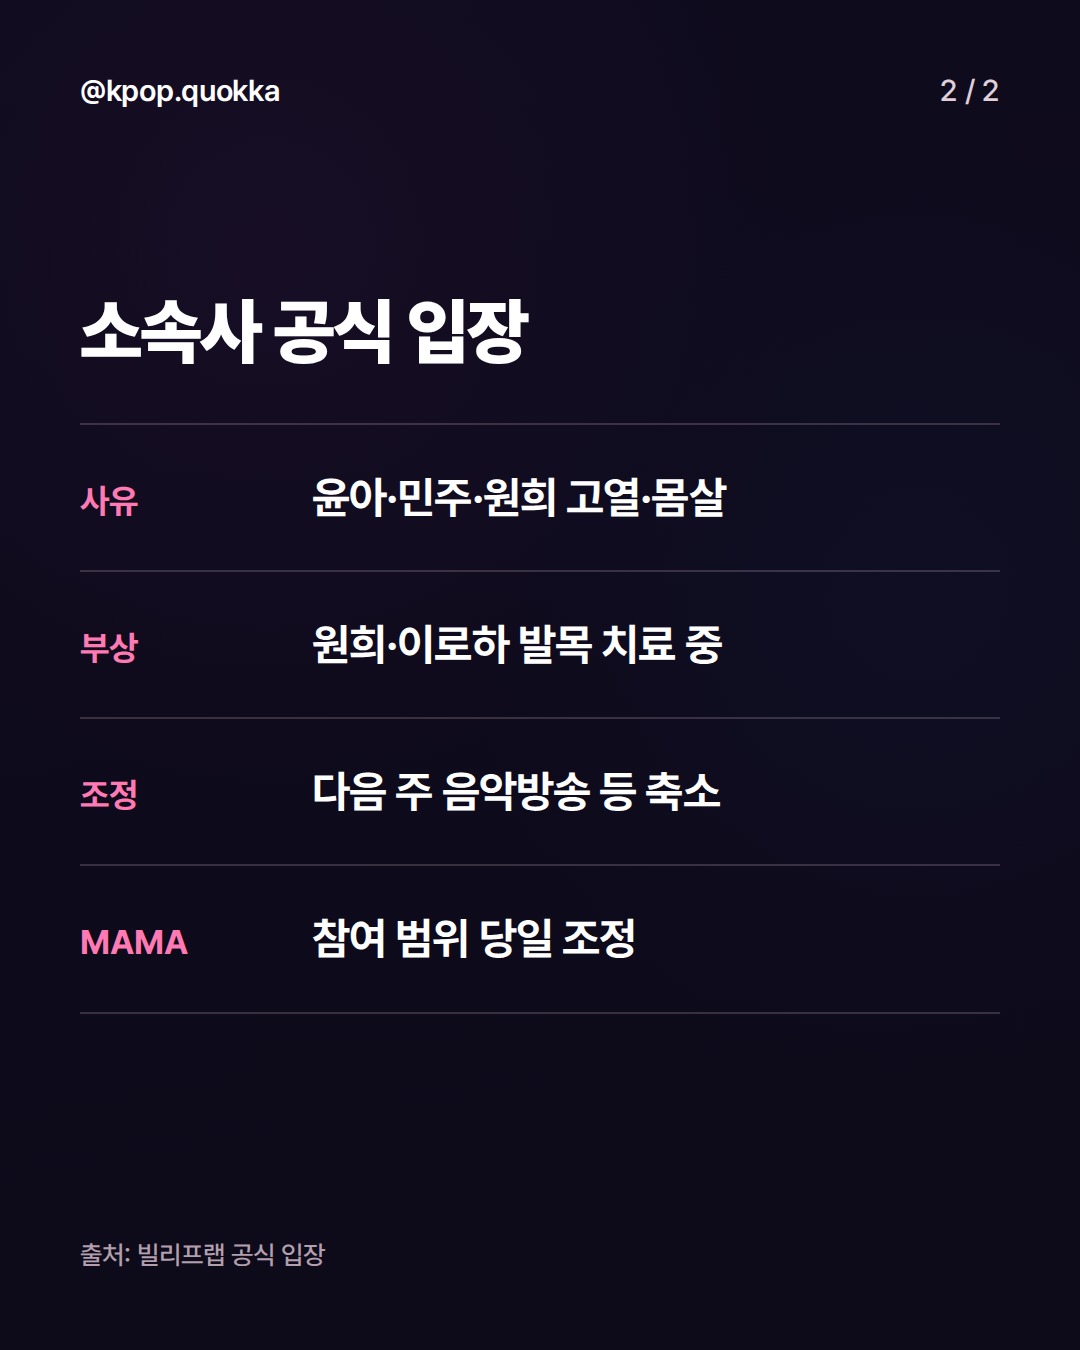 @kpop.quokka
2 / 2
소속사 공식 입장
사유 윤아·민주·원희 고열·몸살
부상 원희·이로하 발목 치료 중
조정 다음 주 음악방송 등 축소
MAMA 참여 범위 당일 조정
출처: 빌리프랩 공식 입장